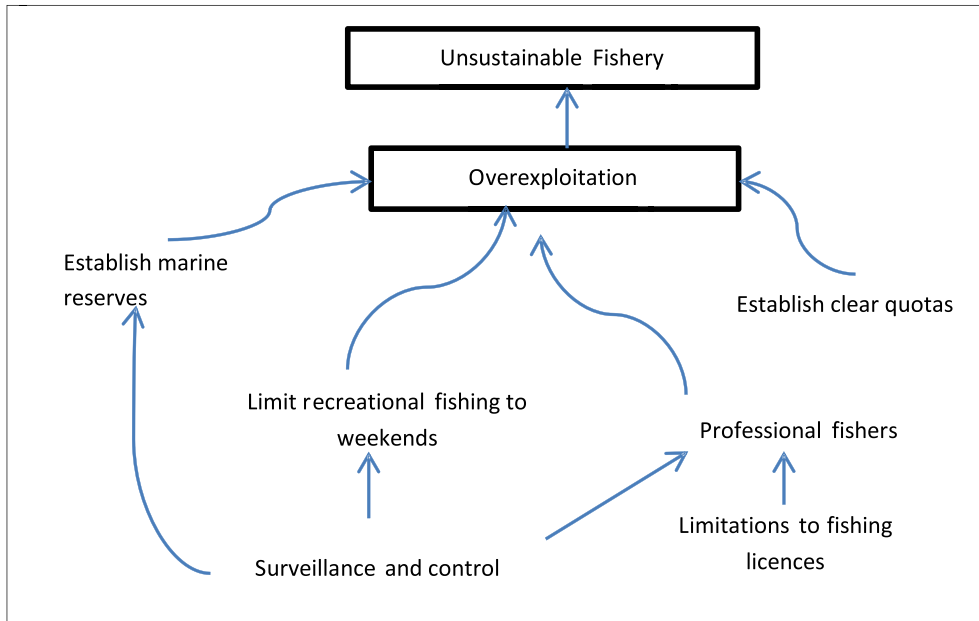 Unsustainable Fishery
Overexploitation
Establish marine
reserves
Establish clear quotas
Limit recreational fishing to
weekends
Professional fishers
Limitations to fishing
licences
Surveillance and control